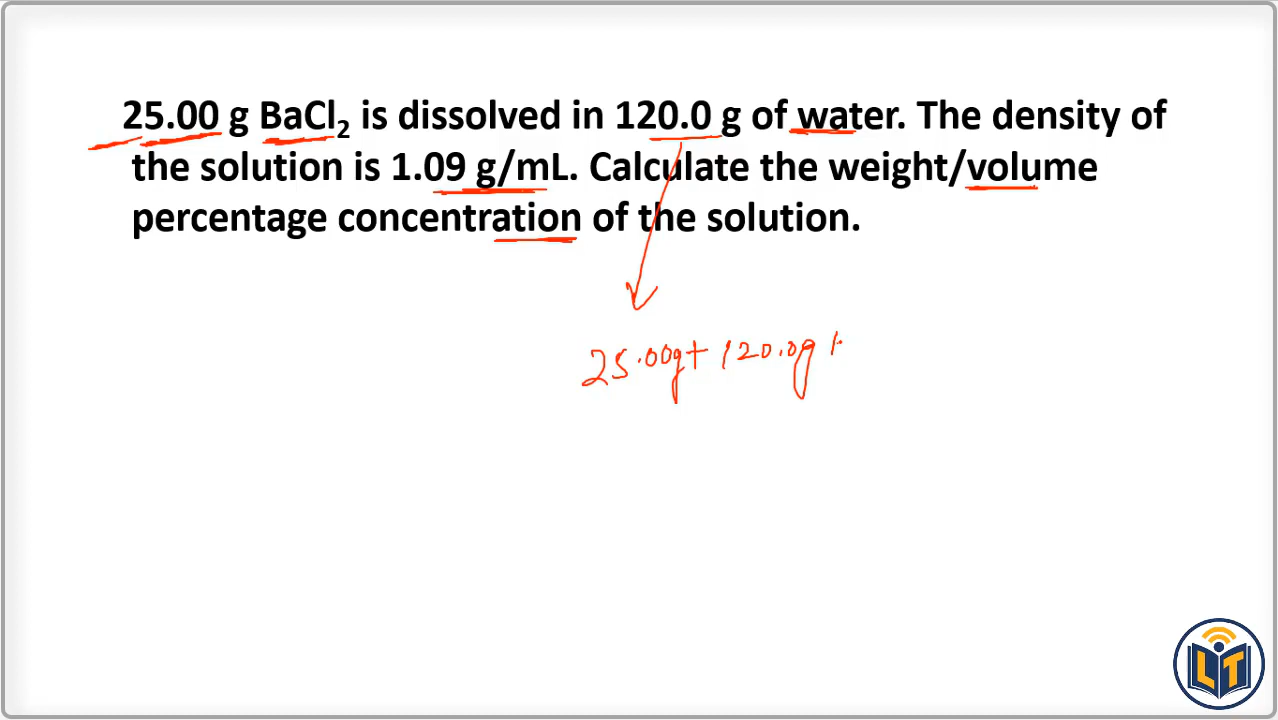 25.00 g BaCl₂ is dissolved in 120.0 g of water. The density of
the solution is 1.09 g/mL. Calculate the weight/volume
percentage concentration of the solution.
25.00g+ 120.0g
LT